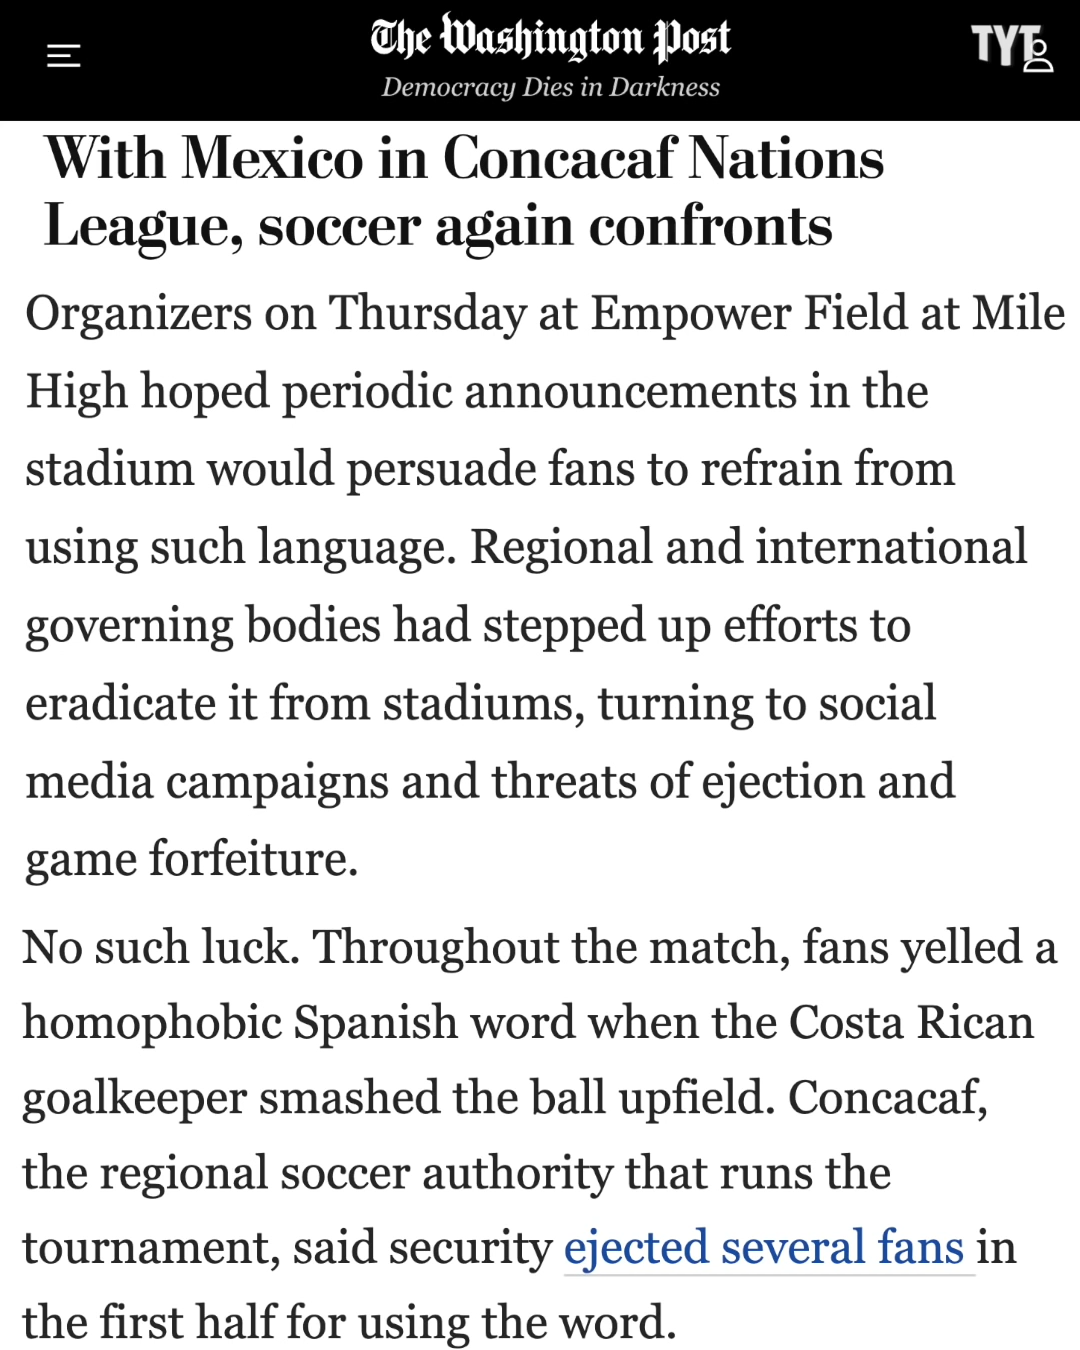 The Washington Post
TYT
Democracy Dies in Darkness
With Mexico in Concacaf Nations
League, soccer again confronts
Organizers on Thursday at Empower Field at Mile
High hoped periodic announcements in the
stadium would persuade fans to refrain from
using such language. Regional and international
governing bodies had stepped up efforts to
eradicate it from stadiums, turning to social
media campaigns and threats of ejection and
game forfeiture.
No such luck. Throughout the match, fans yelled a
homophobic Spanish word when the Costa Rican
goalkeeper smashed the ball upfield. Concacaf,
the regional soccer authority that runs the
tournament, said security ejected several fans in
the first half for using the word.